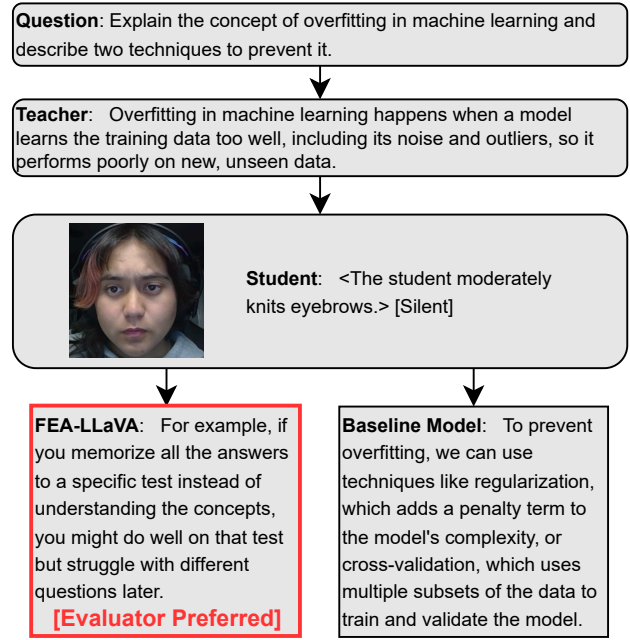 Question: Explain the concept of overfitting in machine learning and
describe two techniques to prevent it.
Teacher: Overfitting in machine learning happens when a model
learns the training data too well, including its noise and outliers, so it
performs poorly on new, unseen data.
Student: <The student moderately
knits eyebrows.> [Silent]
FEA-LLaVA: For example, if
you memorize all the answers
to a specific test instead of
understanding the concepts,
you might do well on that test
but struggle with different
questions later.
[Evaluator Preferred]
Baseline Model: To prevent
overfitting, we can use
techniques like regularization,
which adds a penalty term to
the model's complexity, or
cross-validation, which uses
multiple subsets of the data to
train and validate the model.